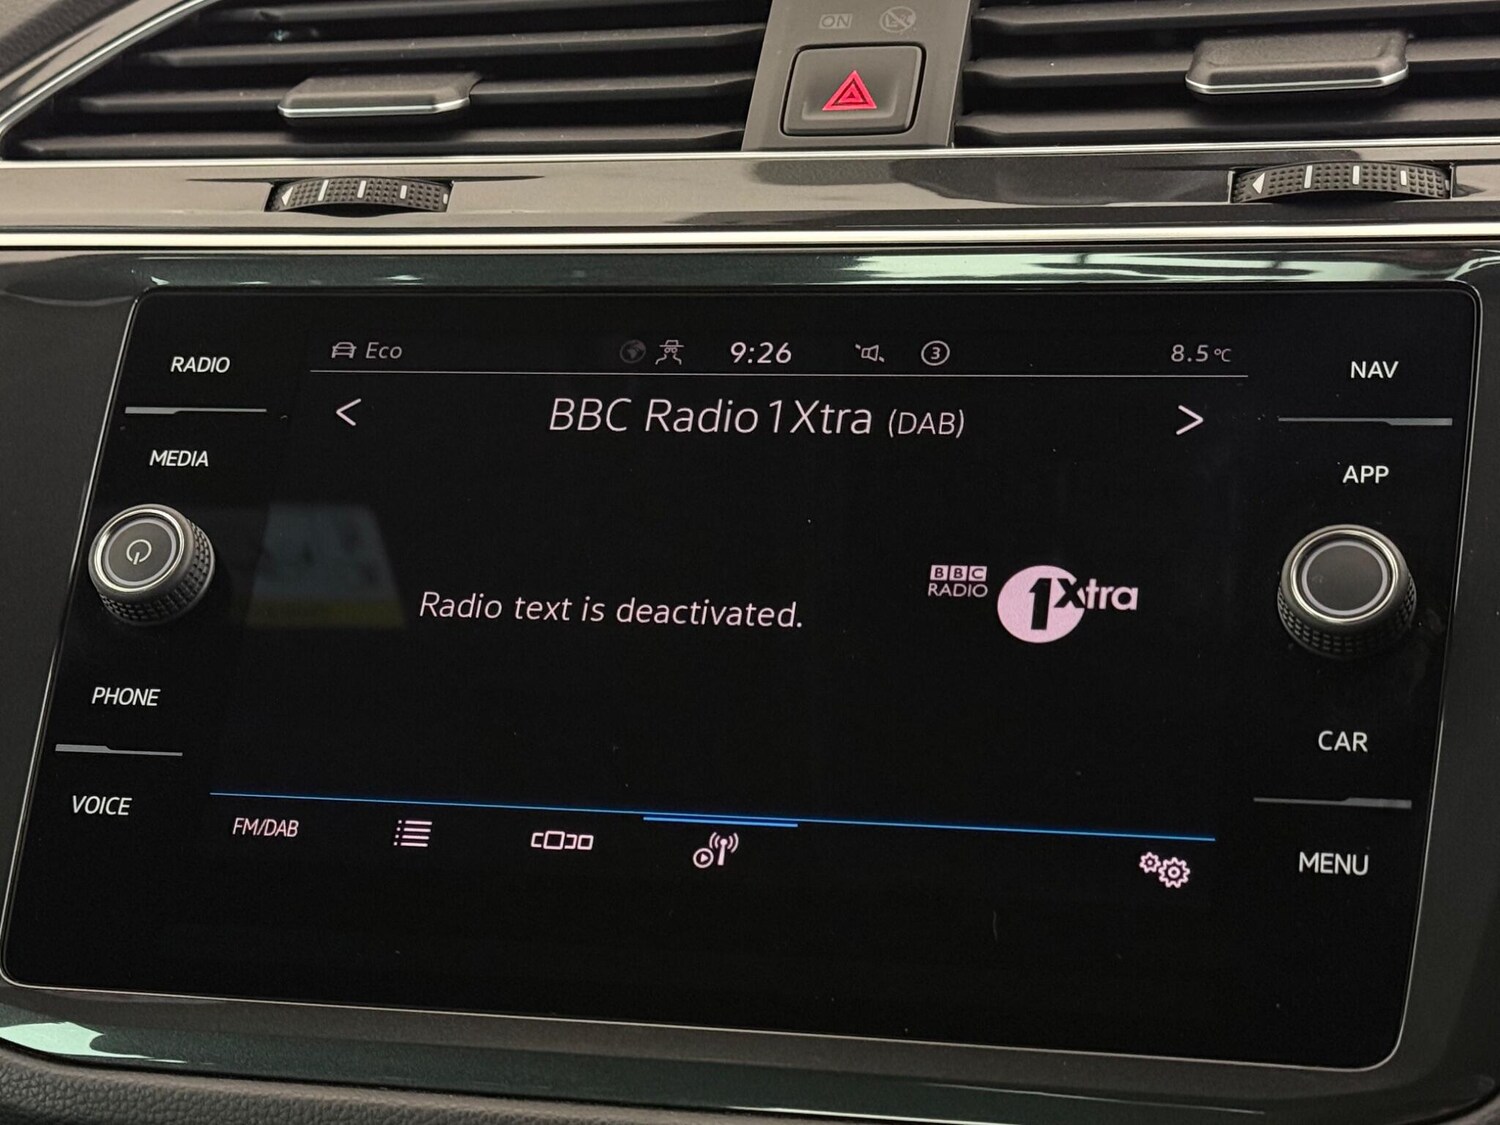 ON
RADIO
Eco
9:26
3
8.5°C
NAV
BBC Radio 1Xtra (DAB)
MEDIA
APP
BBC
RADIO
1Xtra
Radio text is deactivated.
PHONE
CAR
VOICE
FM/DAB
MENU